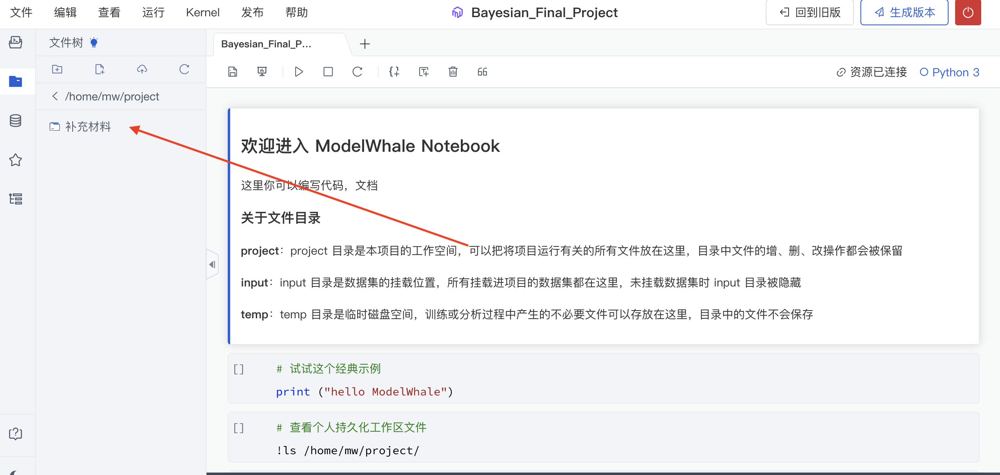 文件 编辑 查看 运行 Kernel 发布 帮助 Bayesian_Final_Project 回到旧版 生成版本
文件树
Bayesian_Final_P...
资源已连接 Python 3
/home/mw/project
补充材料
欢迎进入 ModelWhale Notebook
这里你可以编写代码，文档
关于文件目录
project：project 目录是本项目的工作空间，可以把将项目运行有关的所有文件放在这里，目录中文件的增、删、改操作都会被保留
input：input 目录是数据集的挂载位置，所有挂载进项目的数据集都在这里，未挂载数据集时 input 目录被隐藏
temp：temp 目录是临时磁盘空间，训练或分析过程中产生的不必要文件可以存放在这里，目录中的文件不会保存
[] # 试试这个经典示例
print ("hello ModelWhale")
[] # 查看个人持久化工作区文件
!ls /home/mw/project/